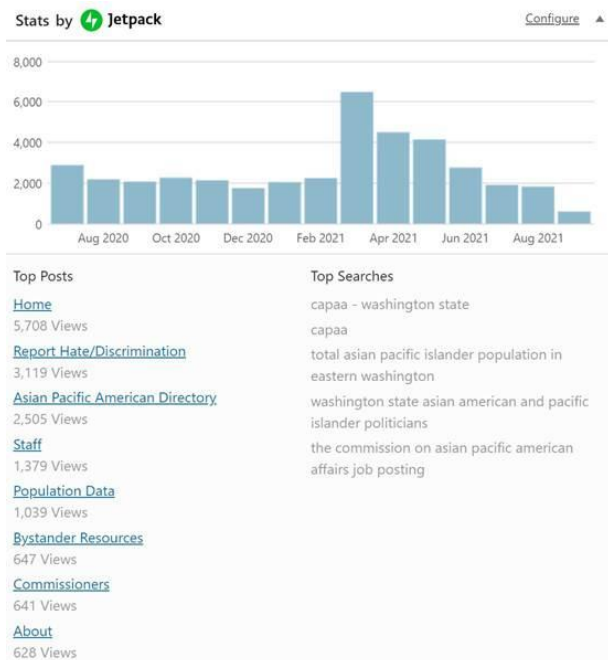 Stats by Jetpack
Configure ▲
8,000
6,000
4,000
2,000
0
Aug 2020 Oct 2020 Dec 2020 Feb 2021 Apr 2021 Jun 2021 Aug 2021
Top Posts
Home
5,708 Views
Report Hate/Discrimination
3,119 Views
Asian Pacific American Directory
2,505 Views
Staff
1,379 Views
Population Data
1,039 Views
Bystander Resources
647 Views
Commissioners
641 Views
About
628 Views
Top Searches
capaa - washington state
capaa
total asian pacific islander population in
eastern washington
washington state asian american and pacific
islander politicians
the commission on asian pacific american
affairs job posting